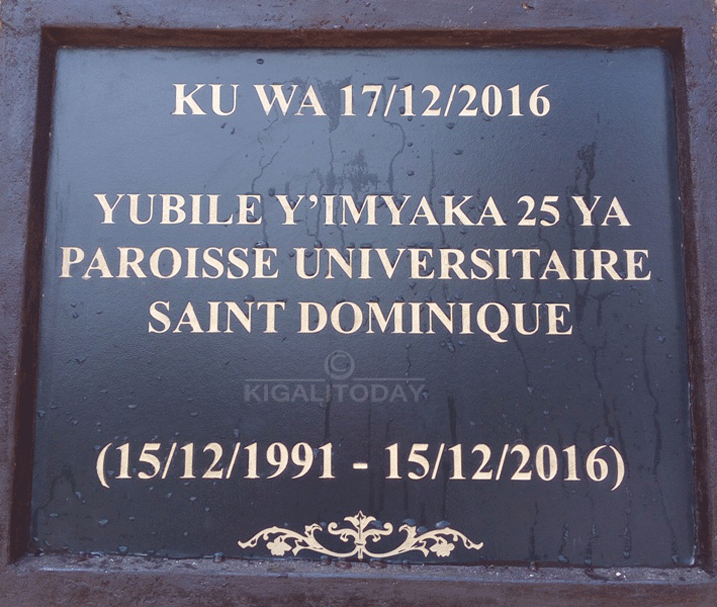 KU WA 17/12/2016
YUBILE Y'IMYAKA 25 YA
PAROISSE UNIVERSITAIRE
SAINT DOMINIQUE
©
KIGALITODAY
(15/12/1991 - 15/12/2016)